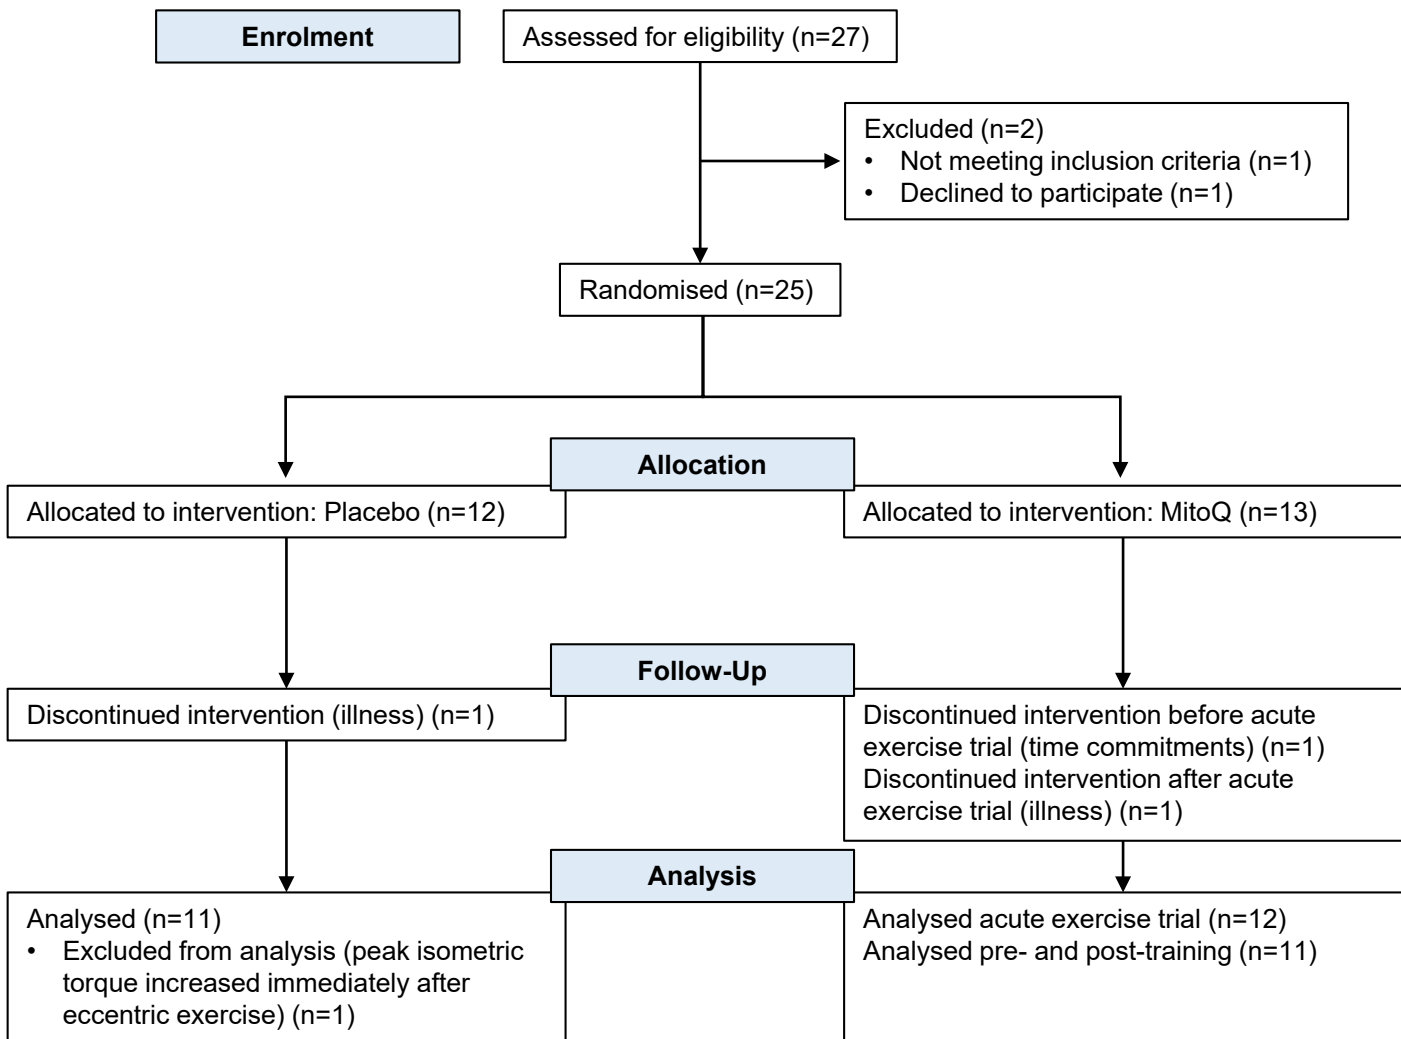 Enrolment
Assessed for eligibility (n=27)
Excluded (n=2)
• Not meeting inclusion criteria (n=1)
• Declined to participate (n=1)
Randomised (n=25)
Allocation
Allocated to intervention: Placebo (n=12)
Allocated to intervention: MitoQ (n=13)
Follow-Up
Discontinued intervention (illness) (n=1)
Discontinued intervention before acute
exercise trial (time commitments) (n=1)
Discontinued intervention after acute
exercise trial (illness) (n=1)
Analysis
Analysed (n=11)
• Excluded from analysis (peak isometric
torque increased immediately after
eccentric exercise) (n=1)
Analysed acute exercise trial (n=12)
Analysed pre- and post-training (n=11)